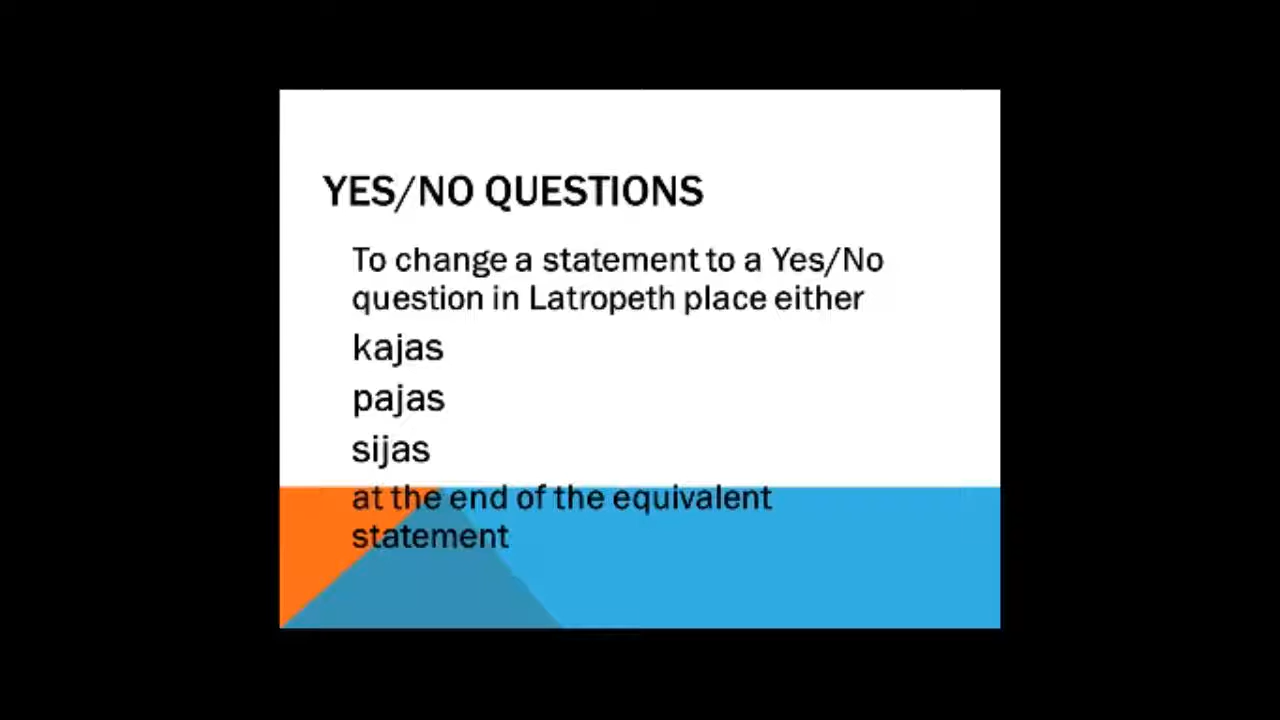 YES/NO QUESTIONS
To change a statement to a Yes/No
question in Latropeth place either
kajas
pajas
sijas
at the end of the equivalent
statement